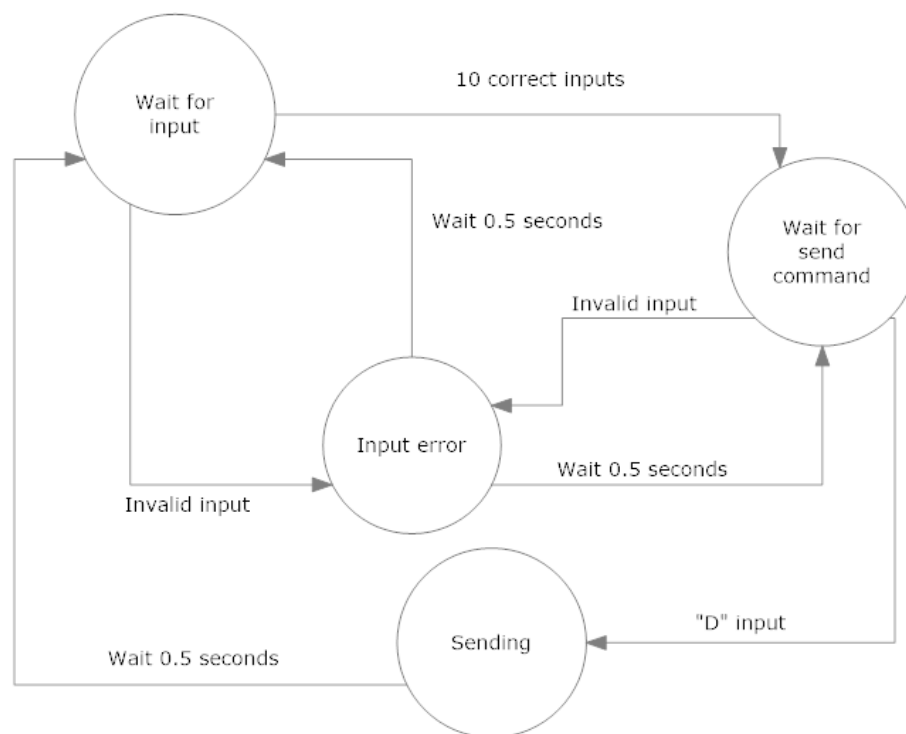 10 correct inputs
Wait for
input
Wait 0.5 seconds
Wait for
send
command
Invalid input
Input error
Wait 0.5 seconds
Invalid input
"D" input
Sending
Wait 0.5 seconds